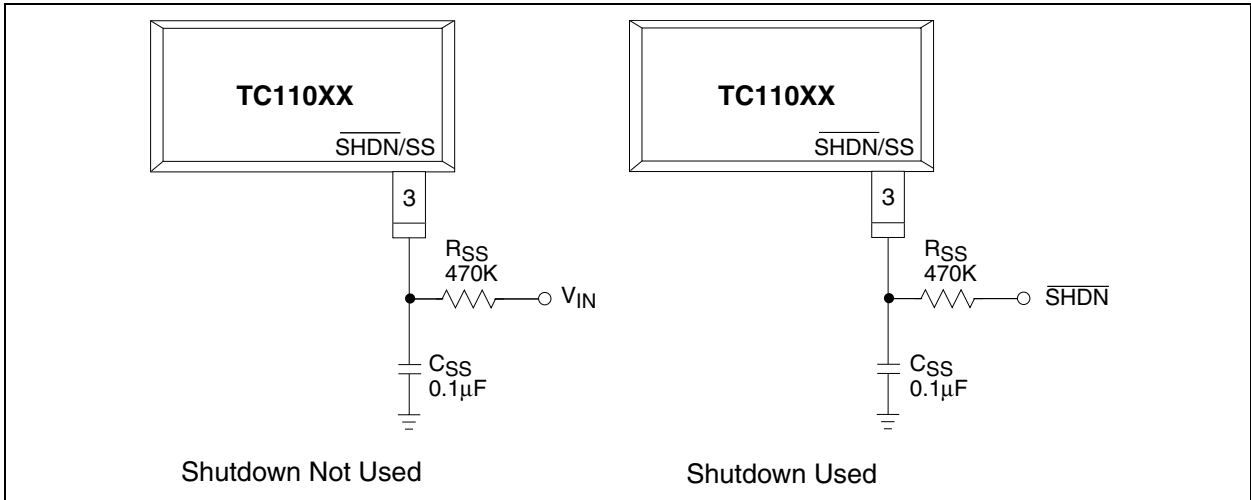 TC110XX
SHDN/SS
3
RSS
470K
VIN
CSS
0.1μF
Shutdown Not Used
TC110XX
SHDN/SS
3
RSS
470K
SHDN
CSS
0.1μF
Shutdown Used